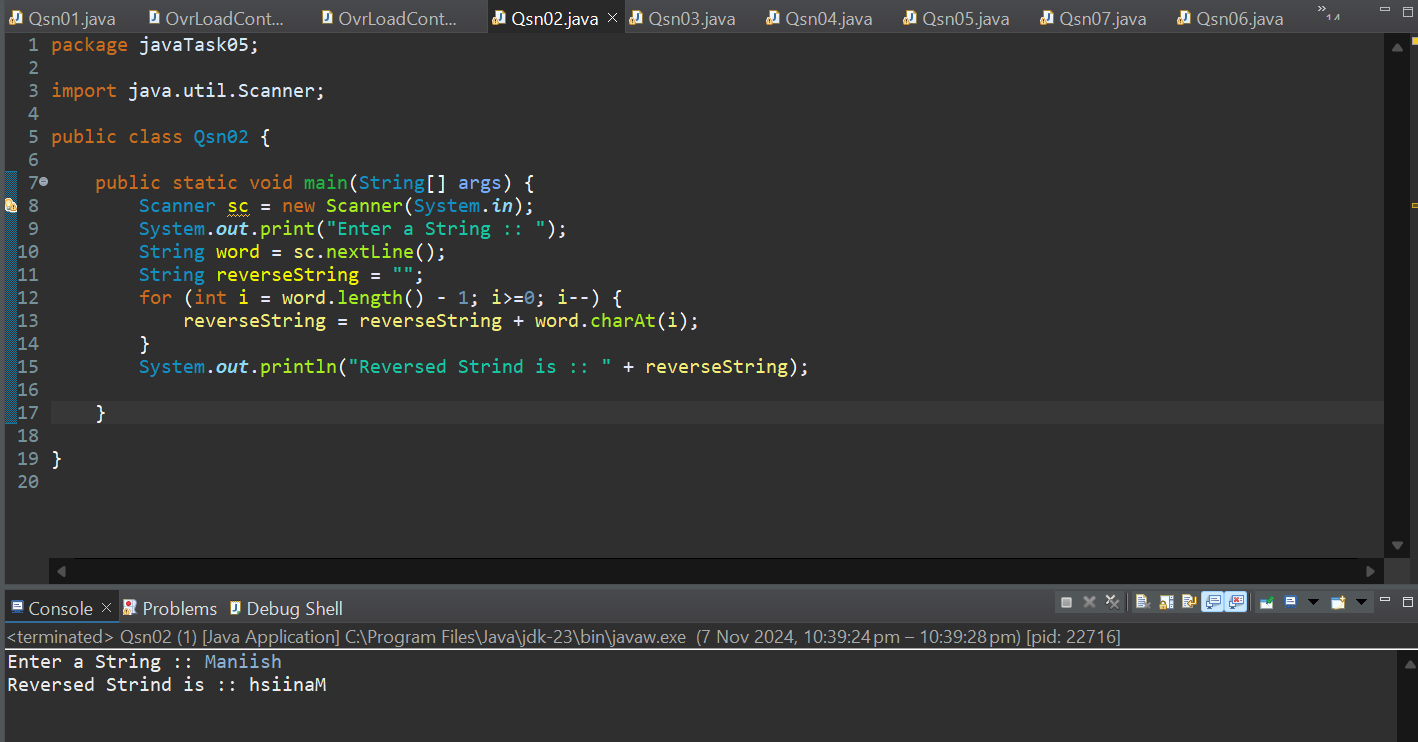 Qsn01.java OvrLoadCont... OvrLoadCont... Qsn02.java Qsn03.java Qsn04.java Qsn05.java Qsn07.java Qsn06.java »14
1 package javaTask05;
2
3 import java.util.Scanner;
4
5 public class Qsn02 {
6
7 public static void main(String[] args) {
8 Scanner sc = new Scanner(System.in);
9 System.out.print("Enter a String :: ");
10 String word = sc.nextLine();
11 String reverseString = "";
12 for (int i = word.length() - 1; i>=0; i--) {
13 reverseString = reverseString + word.charAt(i);
14 }
15 System.out.println("Reversed Strind is :: " + reverseString);
16
17 }
18
19 }
20
Console Problems Debug Shell
<terminated> Qsn02 (1) [Java Application] C:\Program Files\Java\jdk-23\bin\javaw.exe (7 Nov 2024, 10:39:24 pm – 10:39:28 pm) [pid: 22716]
Enter a String :: Maniish
Reversed Strind is :: hsiinaM